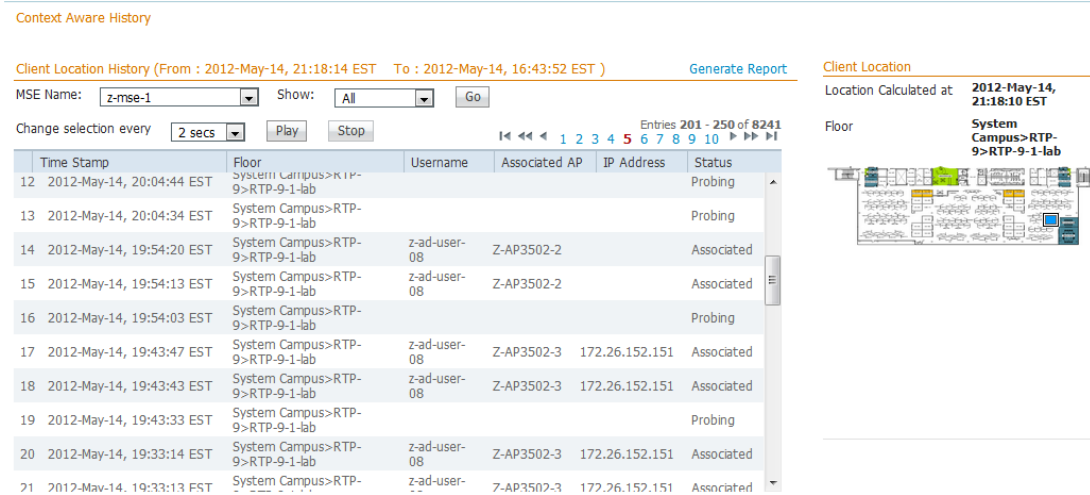 Context Aware History
Client Location History (From : 2012-May-14, 21:18:14 EST To : 2012-May-14, 16:43:52 EST ) Generate Report
MSE Name: z-mse-1 Show: All Go
Change selection every 2 secs Play Stop
Entries 201 - 250 of 8241
1 2 3 4 5 6 7 8 9 10
Time Stamp Floor Username Associated AP IP Address Status
12 2012-May-14, 20:04:44 EST System Campus>RTP- Probing
9>RTP-9-1-lab
13 2012-May-14, 20:04:34 EST System Campus>RTP- Probing
9>RTP-9-1-lab
14 2012-May-14, 19:54:20 EST System Campus>RTP- z-ad-user- Z-AP3502-2 Associated
9>RTP-9-1-lab 08
15 2012-May-14, 19:54:13 EST System Campus>RTP- z-ad-user- Z-AP3502-2 Associated
9>RTP-9-1-lab 08
16 2012-May-14, 19:54:03 EST System Campus>RTP- Probing
9>RTP-9-1-lab
17 2012-May-14, 19:43:47 EST System Campus>RTP- z-ad-user- Z-AP3502-3 172.26.152.151 Associated
9>RTP-9-1-lab 08
18 2012-May-14, 19:43:43 EST System Campus>RTP- z-ad-user- Z-AP3502-3 172.26.152.151 Associated
9>RTP-9-1-lab 08
19 2012-May-14, 19:43:33 EST System Campus>RTP- Probing
9>RTP-9-1-lab
20 2012-May-14, 19:33:14 EST System Campus>RTP- z-ad-user- Z-AP3502-3 172.26.152.151 Associated
9>RTP-9-1-lab 08
21 2012-May-14, 19:33:13 EST System Campus>RTP- z-ad-user- Z-AP3502-3 172.26.152.151 Associated
Client Location
Location Calculated at 2012-May-14,
21:18:10 EST
Floor System
Campus>RTP-
9>RTP-9-1-lab